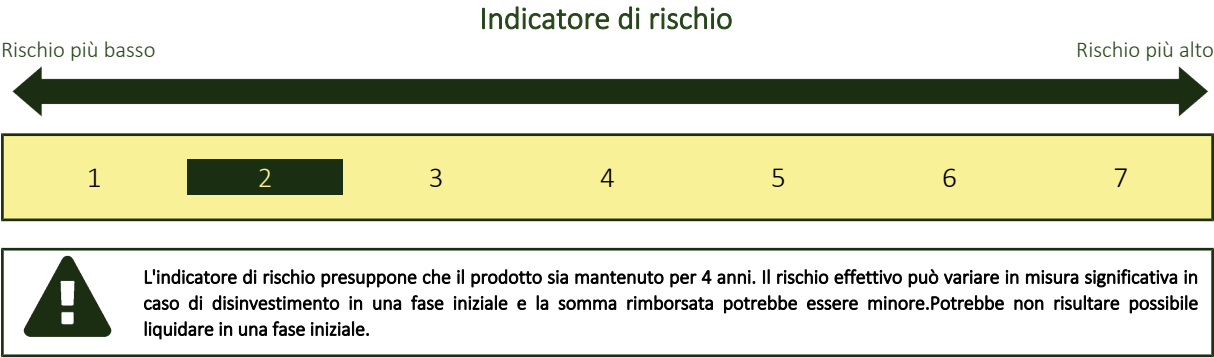 Indicatore di rischio
Rischio più basso
Rischio più alto
1 2 3 4 5 6 7
L'indicatore di rischio presuppone che il prodotto sia mantenuto per 4 anni. Il rischio effettivo può variare in misura significativa in
caso di disinvestimento in una fase iniziale e la somma rimborsata potrebbe essere minore.Potrebbe non risultare possibile
liquidare in una fase iniziale.